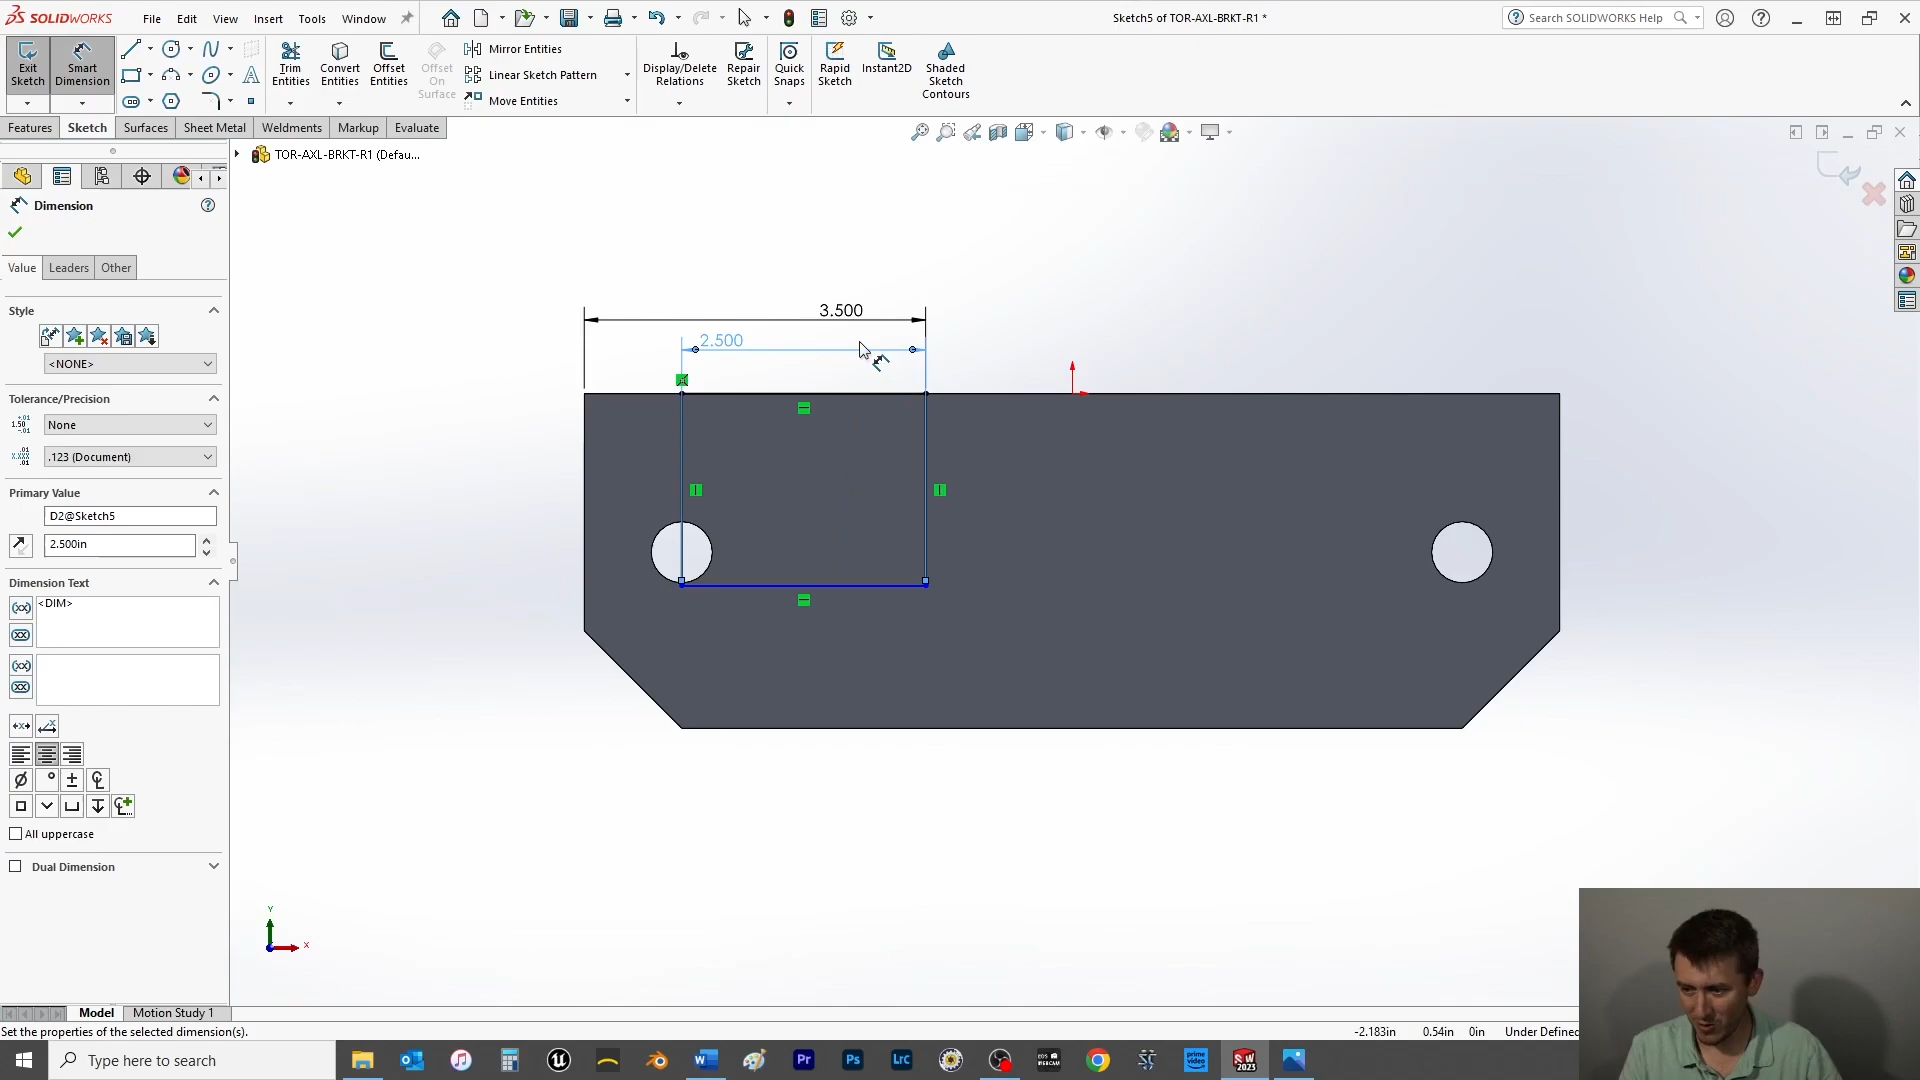 SOLIDWORKS
File Edit View Insert Tools Window
Sketch5 of TOR-AXL-BRKT-R1 *
Search SOLIDWORKS Help
Exit Sketch
Smart Dimension
Trim Entities
Convert Entities
Offset Entities
Offset On Surface
Mirror Entities
Linear Sketch Pattern
Move Entities
Display/Delete Relations
Repair Sketch
Quick Snaps
Rapid Sketch
Instant2D
Shaded Sketch Contours
Features Sketch Surfaces Sheet Metal Weldments Markup Evaluate
TOR-AXL-BRKT-R1 (Defau...
Dimension
Value Leaders Other
Style
<NONE>
Tolerance/Precision
None
.123 (Document)
Primary Value
D2@Sketch5
2.500in
Dimension Text
<DIM>
All uppercase
Dual Dimension
3.500
2.500
Y
X
Model Motion Study 1
Set the properties of the selected dimension(s).
-2.183in 0.54in 0in Under Defined
Type here to search